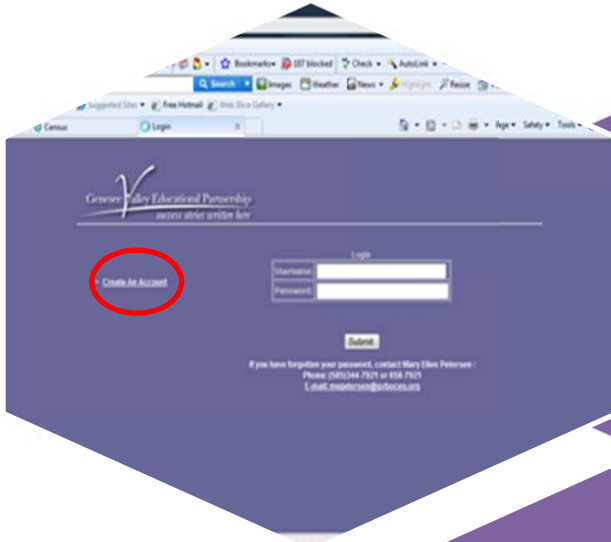 Bookmarks 107 blocked Check AutoLink
Search Images Weather News Highlight Resize
Suggested Sites Free Hotmail Web Slice Gallery
Census Login X Page Safety Tools
Genesee Valley Educational Partnership
success stories written here
Login
Create An Account
Username:
Password:
Submit
If you have forgotten your password, contact Mary Ellen Petersen :
Phone: (585)344-7921 or 658-7921
E-mail: mepetersen@gvboces.org